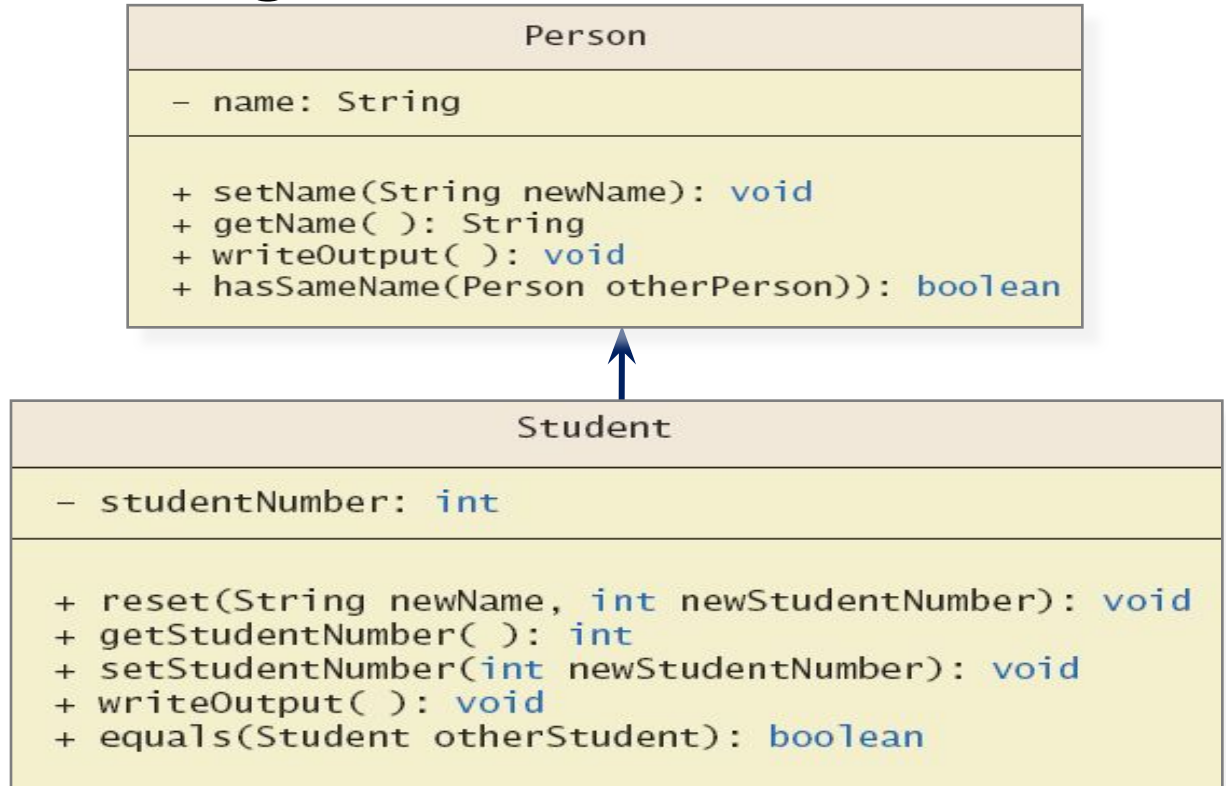 Person
– name: String
+ setName(String newName): void
+ getName( ): String
+ writeOutput( ): void
+ hasSameName(Person otherPerson)): boolean
Student
– studentNumber: int
+ reset(String newName, int newStudentNumber): void
+ getStudentNumber( ): int
+ setStudentNumber(int newStudentNumber): void
+ writeOutput( ): void
+ equals(Student otherStudent): boolean